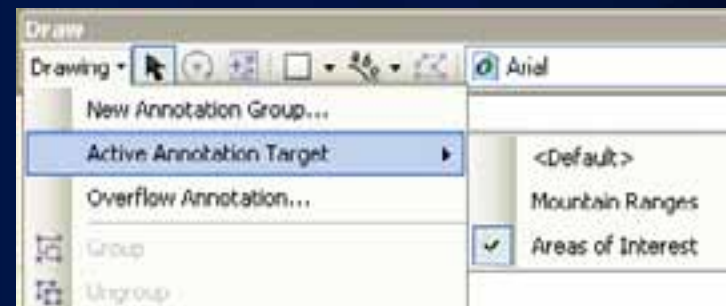 Draw
Drawing
Arial
New Annotation Group...
Active Annotation Target
<Default>
Overflow Annotation...
Mountain Ranges
Areas of Interest
Group
Ungroup